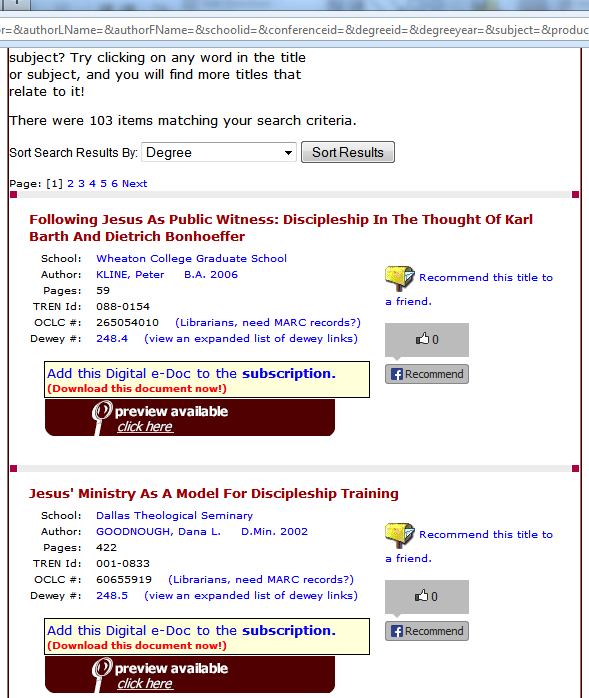 r=&authorLName=&authorFName=&schoolid=&conferenceid=&degreeid=&degreeyear=&subject=&produc
subject? Try clicking on any word in the title
or subject, and you will find more titles that
relate to it!
There were 103 items matching your search criteria.
Sort Search Results By: Degree Sort Results
Page: [1] 2 3 4 5 6 Next
Following Jesus As Public Witness: Discipleship In The Thought Of Karl
Barth And Dietrich Bonhoeffer
School: Wheaton College Graduate School
Author: KLINE, Peter B.A. 2006
Pages: 59
TREN Id: 088-0154
OCLC #: 265054010 (Librarians, need MARC records?)
Dewey #: 248.4 (view an expanded list of dewey links)
Recommend this title to
a friend.
0
Recommend
Add this Digital e-Doc to the subscription.
(Download this document now!)
preview available
click here
Jesus' Ministry As A Model For Discipleship Training
School: Dallas Theological Seminary
Author: GOODNOUGH, Dana L. D.Min. 2002
Pages: 422
TREN Id: 001-0833
OCLC #: 60655919 (Librarians, need MARC records?)
Dewey #: 248.5 (view an expanded list of dewey links)
Recommend this title to
a friend.
0
Recommend
Add this Digital e-Doc to the subscription.
(Download this document now!)
preview available
click here